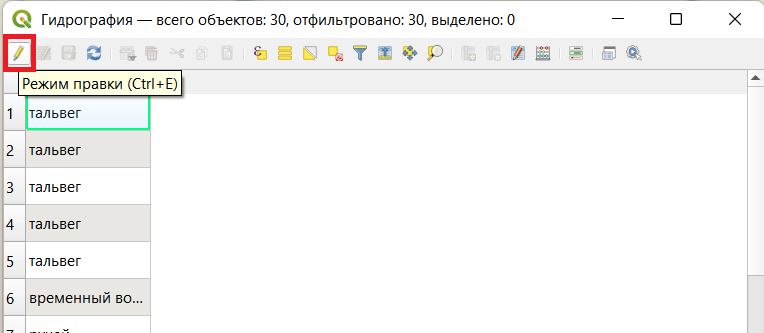 Гидрография — всего объектов: 30, отфильтровано: 30, выделено: 0
Режим правки (Ctrl+E)
1 тальвег
2 тальвег
3 тальвег
4 тальвег
5 тальвег
6 временный во...
7